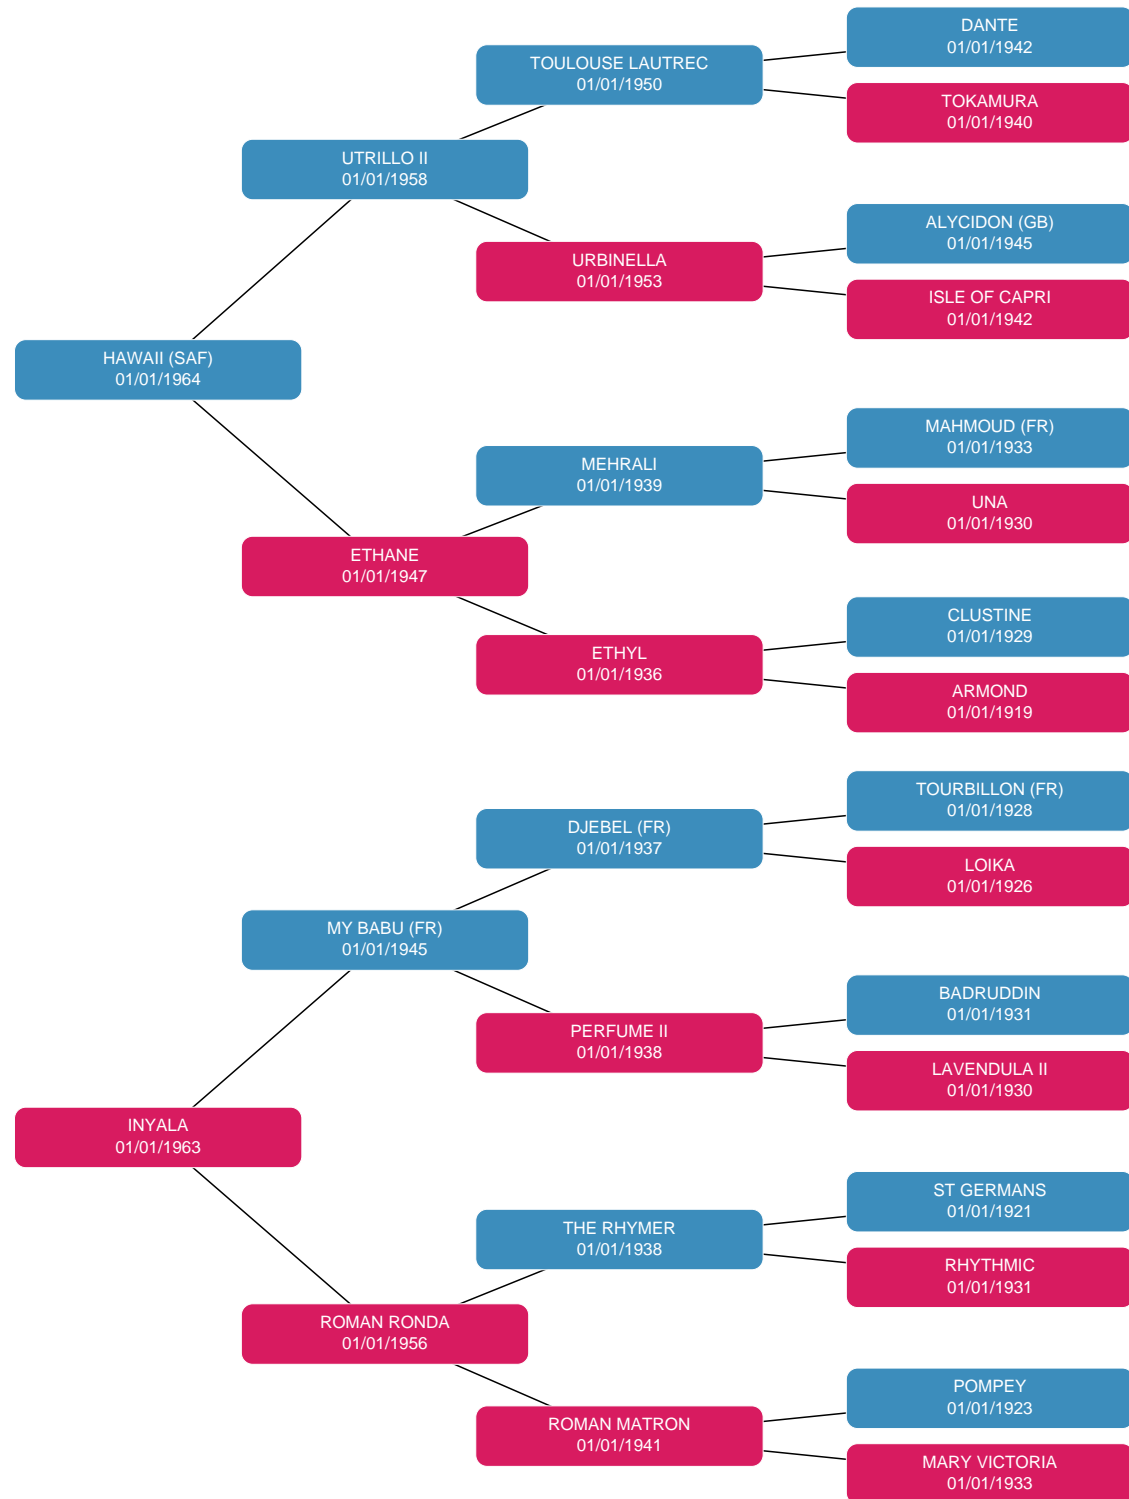 DANTE
01/01/1942
TOULOUSE LAUTREC
01/01/1950
TOKAMURA
01/01/1940
UTRILLO II
01/01/1958
ALYCIDON (GB)
01/01/1945
URBINELLA
01/01/1953
ISLE OF CAPRI
01/01/1942
HAWAII (SAF)
01/01/1964
MAHMOUD (FR)
01/01/1933
MEHRALI
01/01/1939
UNA
01/01/1930
ETHANE
01/01/1947
CLUSTINE
01/01/1929
ETHYL
01/01/1936
ARMOND
01/01/1919
TOURBILLON (FR)
01/01/1928
DJEBEL (FR)
01/01/1937
LOIKA
01/01/1926
MY BABU (FR)
01/01/1945
BADRUDDIN
01/01/1931
PERFUME II
01/01/1938
LAVENDULA II
01/01/1930
INYALA
01/01/1963
ST GERMANS
01/01/1921
THE RHYMER
01/01/1938
RHYTHMIC
01/01/1931
ROMAN RONDA
01/01/1956
POMPEY
01/01/1923
ROMAN MATRON
01/01/1941
MARY VICTORIA
01/01/1933